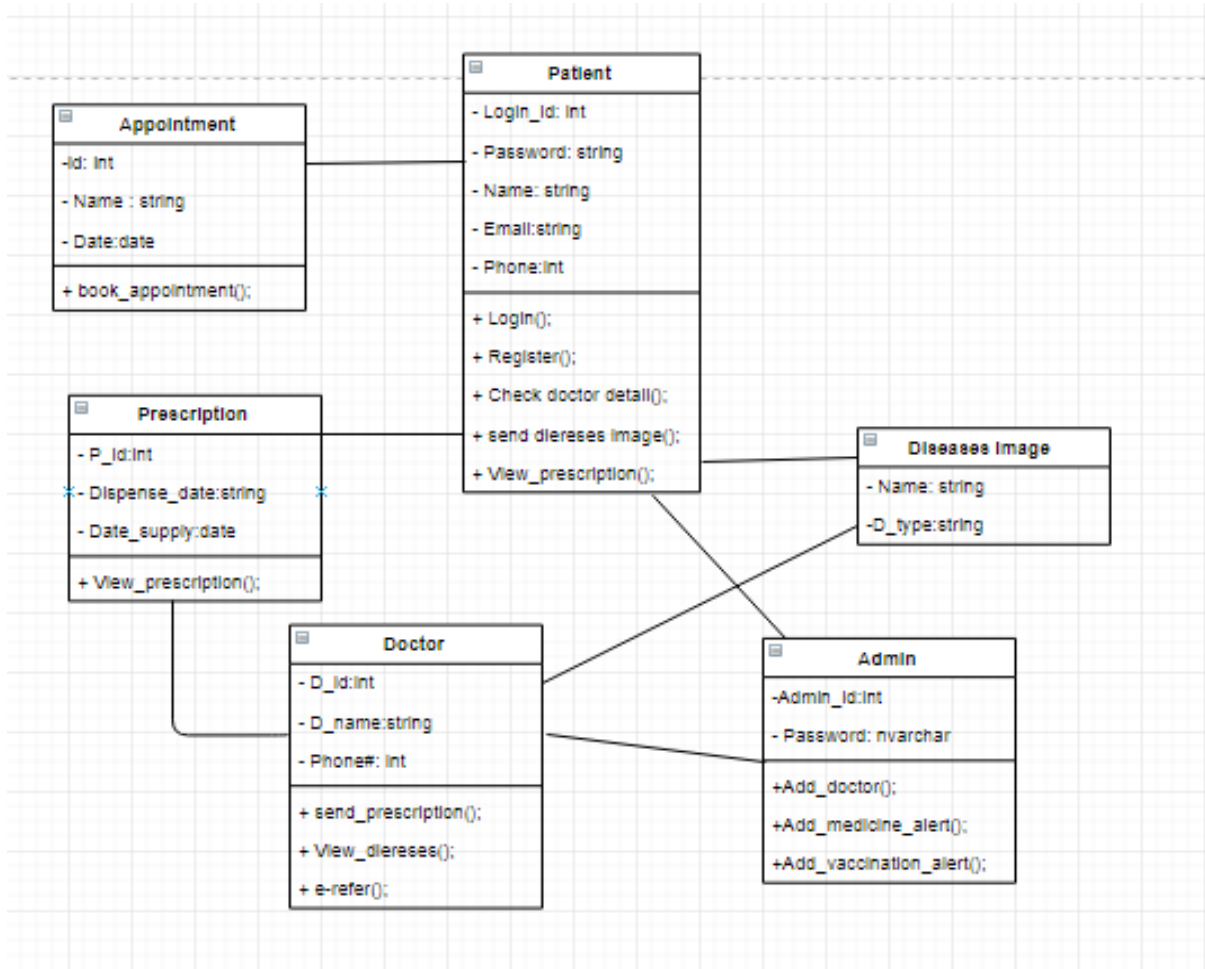 Patient
- Login_Id: Int
- Password: string
- Name: string
- Email:string
- Phone:Int
+ Login();
+ Register();
+ Check doctor detail();
+ send diereses image();
+ View_prescription();
Appointment
-Id: Int
- Name : string
- Date:date
+ book_appointment();
Prescription
- P_Id:Int
- Dispense_date:string
- Date_supply:date
+ View_prescription();
Diseases Image
- Name: string
-D_type:string
Doctor
- D_Id:Int
- D_name:string
- Phone#: Int
+ send_prescription();
+ View_diereses();
+ e-refer();
Admin
-Admin_Id:Int
- Password: nvarchar
+Add_doctor();
+Add_medicine_alert();
+Add_vaccination_alert();